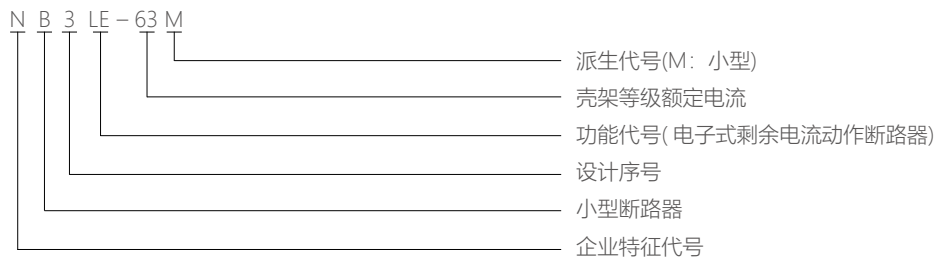 N B 3 LE – 63 M
派生代号(M：小型)
壳架等级额定电流
功能代号( 电子式剩余电流动作断路器)
设计序号
小型断路器
企业特征代号